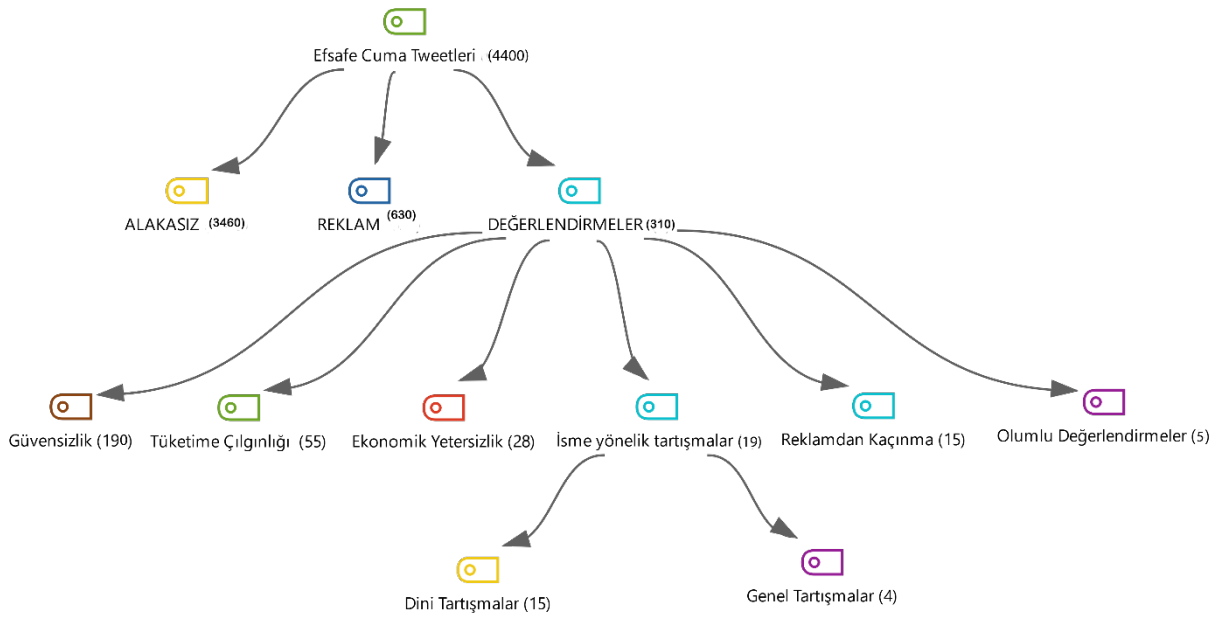 Efsafe Cuma Tweetleri (4400)
ALAKASIZ (3460)
REKLAM (630)
DEĞERLENDİRMELER (310)
Güvensizlik (190)
Tüketime Çılgınlığı (55)
Ekonomik Yetersizlik (28)
İsme yönelik tartışmalar (19)
Reklamdan Kaçınma (15)
Olumlu Değerlendirmeler (5)
Dini Tartışmalar (15)
Genel Tartışmalar (4)